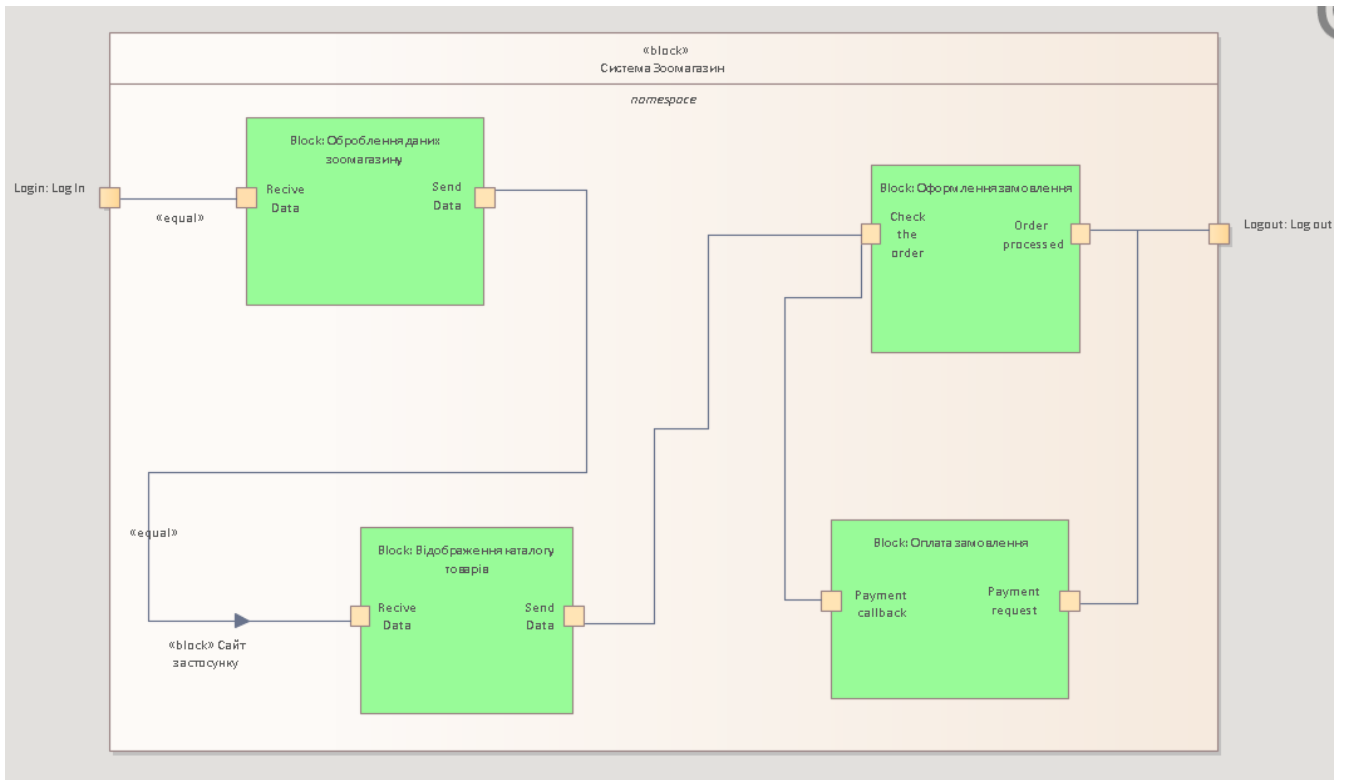 «block»
Система Зоомагазин
namespace
Block: Оброблення даних
зоомагазину
Login: Log In
Recive
Data
Send
Data
«equal»
Block: Оформлення замовлення
Check
the
order
Order
processed
Logout: Log out
«equal»
Block: Відображення каталогу
товарів
Recive
Data
Send
Data
«block» Сайт
застосунку
Block: Оплата замовлення
Payment
callback
Payment
request